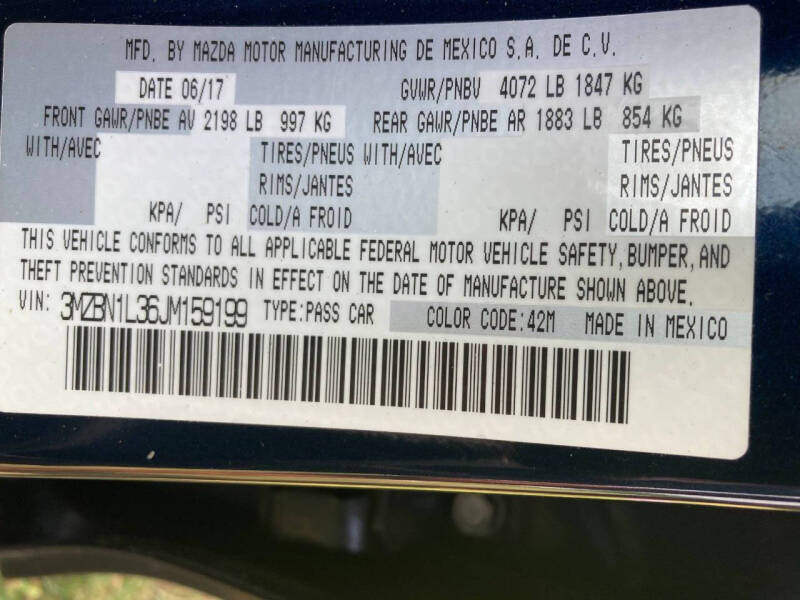 MFD. BY MAZDA MOTOR MANUFACTURING DE MEXICO S.A. DE C.V.
DATE 06/17 GVWR/PNBV 4072 LB 1847 KG
FRONT GAWR/PNBE AV 2198 LB 997 KG REAR GAWR/PNBE AR 1883 LB 854 KG
WITH/AVEC TIRES/PNEUS WITH/AVEC TIRES/PNEUS
RIMS/JANTES RIMS/JANTES
KPA/ PSI COLD/A FROID KPA/ PSI COLD/A FROID
THIS VEHICLE CONFORMS TO ALL APPLICABLE FEDERAL MOTOR VEHICLE SAFETY, BUMPER, AND
THEFT PREVENTION STANDARDS IN EFFECT ON THE DATE OF MANUFACTURE SHOWN ABOVE.
VIN: 3MZBN1L36JM159199 TYPE:PASS CAR COLOR CODE:42M MADE IN MEXICO